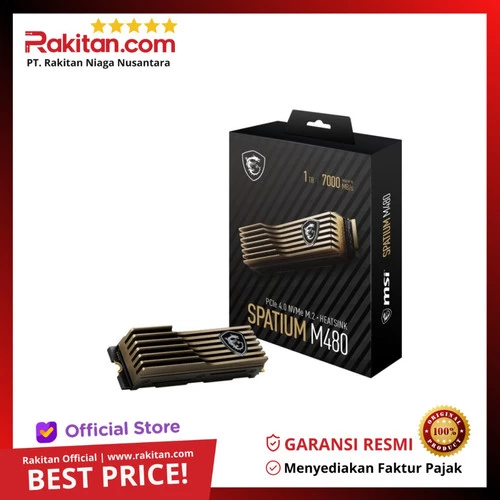 Rakitan.com
PT. Rakitan Niaga Nusantara
1 TB 7000 MB/s
PCIe 4.0 NVMe M.2 • HEATSINK
SPATIUM M480
SPATIUM M480
msi
Official Store
Rakitan Official | www.rakitan.com
BEST PRICE!
GARANSI RESMI
Menyediakan Faktur Pajak
100%
ORIGINAL
PRODUCT